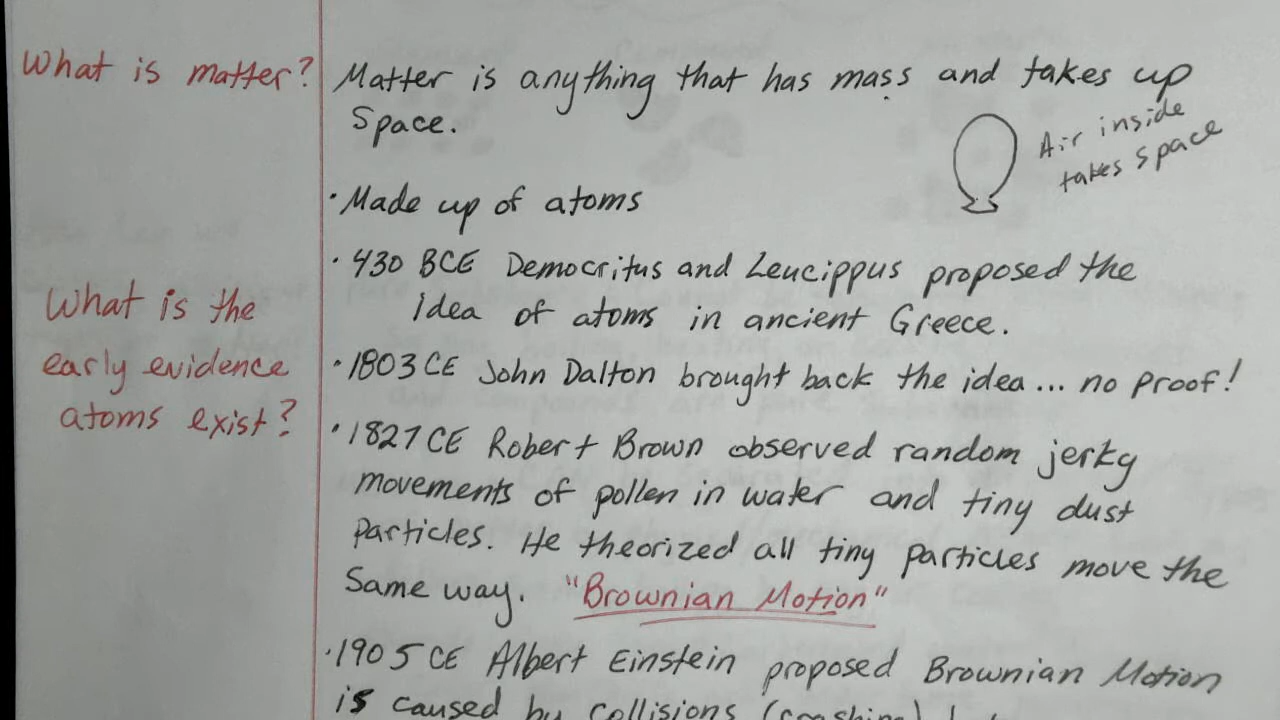 What is matter?
Matter is anything that has mass and takes up
Space.
Air inside
takes space
• Made up of atoms
• 430 BCE Democritus and Leucippus proposed the
idea of atoms in ancient Greece.
What is the
early evidence
atoms exist?
• 1803 CE John Dalton brought back the idea... no proof!
• 1827 CE Robert Brown observed random jerky
movements of pollen in water and tiny dust
particles. He theorized all tiny particles move the
Same way. "Brownian Motion"
• 1905 CE Albert Einstein proposed Brownian Motion
is caused by collisions (crashing)